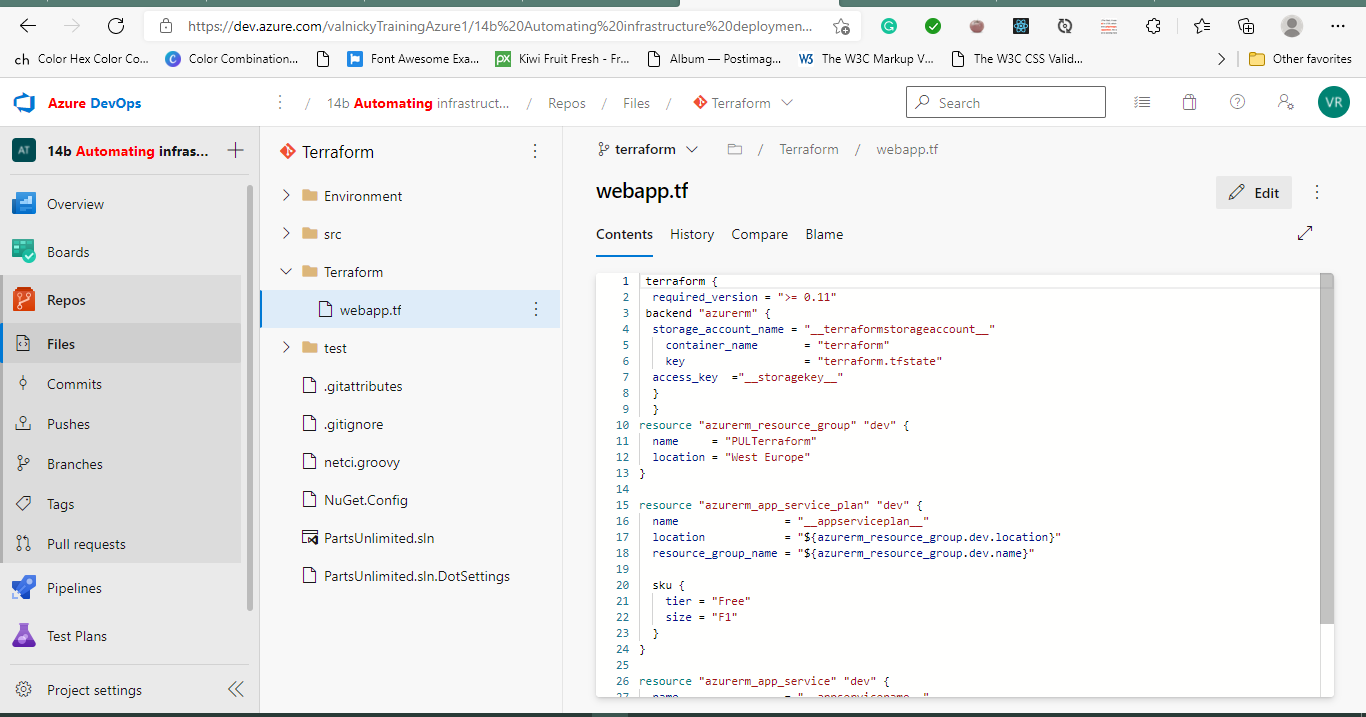 https://dev.azure.com/valnickyTrainingAzure1/14b%20Automating%20infrastructure%20deploymen...
ch Color Hex Color Co...
C Color Combination...
Font Awesome Exa...
px Kiwi Fruit Fresh - Fr...
Album — Postimag...
W3 The W3C Markup V...
The W3C CSS Valid...
Other favorites
Azure DevOps
/ 14b Automating infrastruct... / Repos / Files / Terraform
Search
VR
AT 14b Automating infras...
Overview
Boards
Repos
Files
Commits
Pushes
Branches
Tags
Pull requests
Pipelines
Test Plans
Project settings
Terraform
Environment
src
Terraform
webapp.tf
test
.gitattributes
.gitignore
netci.groovy
NuGet.Config
PartsUnlimited.sln
PartsUnlimited.sln.DotSettings
terraform / Terraform / webapp.tf
webapp.tf
Edit
Contents History Compare Blame
1 terraform {
2 required_version = ">= 0.11"
3 backend "azurerm" {
4 storage_account_name = "__terraformstorageaccount__"
5 container_name = "terraform"
6 key = "terraform.tfstate"
7 access_key ="__storagekey__"
8 }
9 }
10 resource "azurerm_resource_group" "dev" {
11 name = "PULTerraform"
12 location = "West Europe"
13 }
14
15 resource "azurerm_app_service_plan" "dev" {
16 name = "__appserviceplan__"
17 location = "${azurerm_resource_group.dev.location}"
18 resource_group_name = "${azurerm_resource_group.dev.name}"
19
20 sku {
21 tier = "Free"
22 size = "F1"
23 }
24 }
25
26 resource "azurerm_app_service" "dev" {
27 name = "__appservicename__"